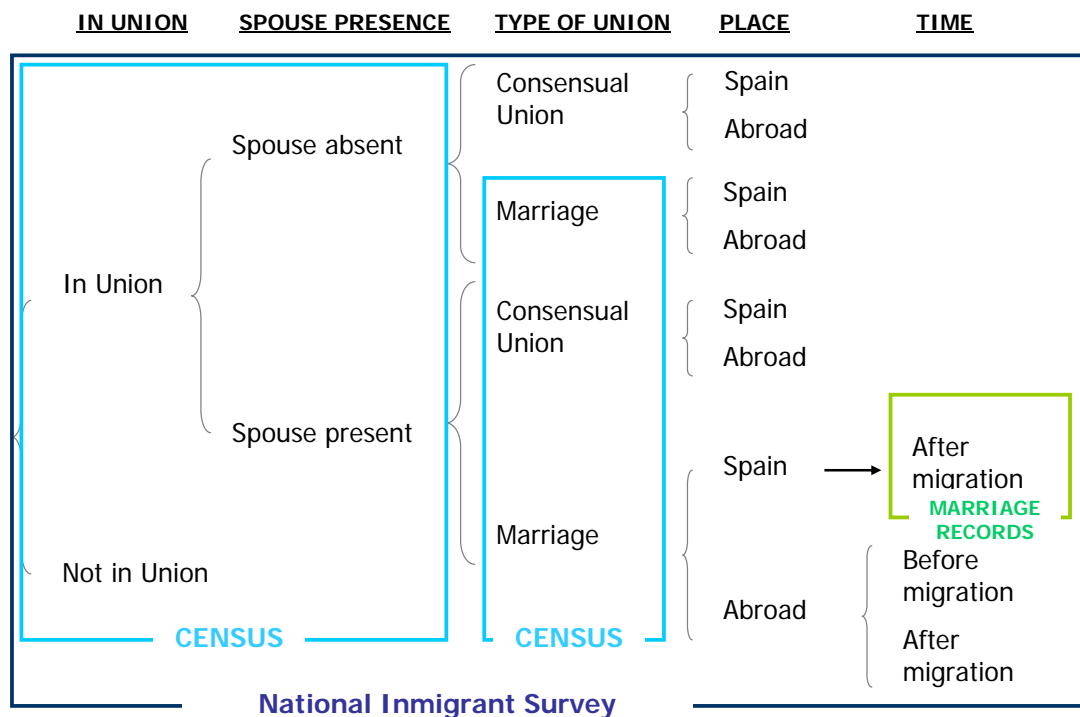 IN UNION SPOUSE PRESENCE TYPE OF UNION PLACE TIME
Consensual
Union
Spain
Abroad
Spouse absent
Marriage
Spain
Abroad
In Union
Consensual
Union
Spain
Abroad
Spouse present
Marriage
Spain
After
migration
MARRIAGE
RECORDS
Not in Union
Abroad
Before
migration
After
migration
CENSUS
CENSUS
National Inmigrant Survey